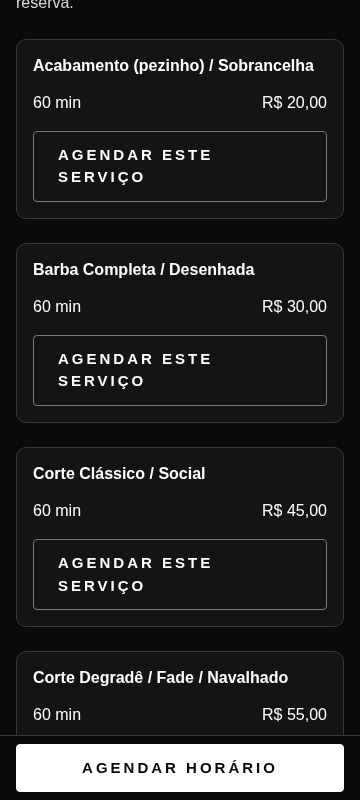 reserva.
Acabamento (pezinho) / Sobrancelha
60 min R$ 20,00
AGENDAR ESTE
SERVIÇO
Barba Completa / Desenhada
60 min R$ 30,00
AGENDAR ESTE
SERVIÇO
Corte Clássico / Social
60 min R$ 45,00
AGENDAR ESTE
SERVIÇO
Corte Degradê / Fade / Navalhado
60 min R$ 55,00
AGENDAR HORÁRIO